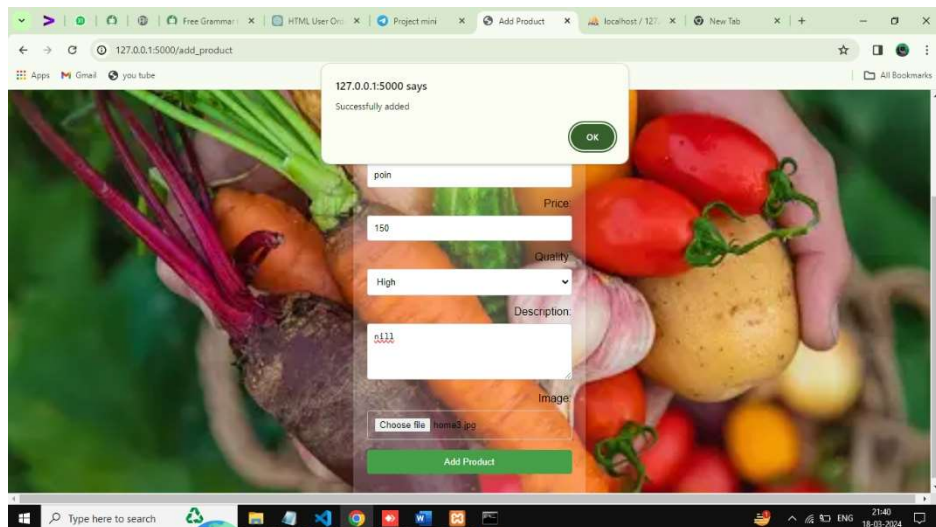 Free Grammar
HTML User Onl
Project mini
Add Product
localhost / 127.
New Tab
127.0.0.1:5000/add_product
Apps
Gmail
you tube
All Bookmarks
127.0.0.1:5000 says
Successfully added
OK
poin
Price:
150
Quality:
High
Description:
nill
Image:
Choose file home3.jpg
Add Product
Type here to search
ENG
21:40
18-03-2024